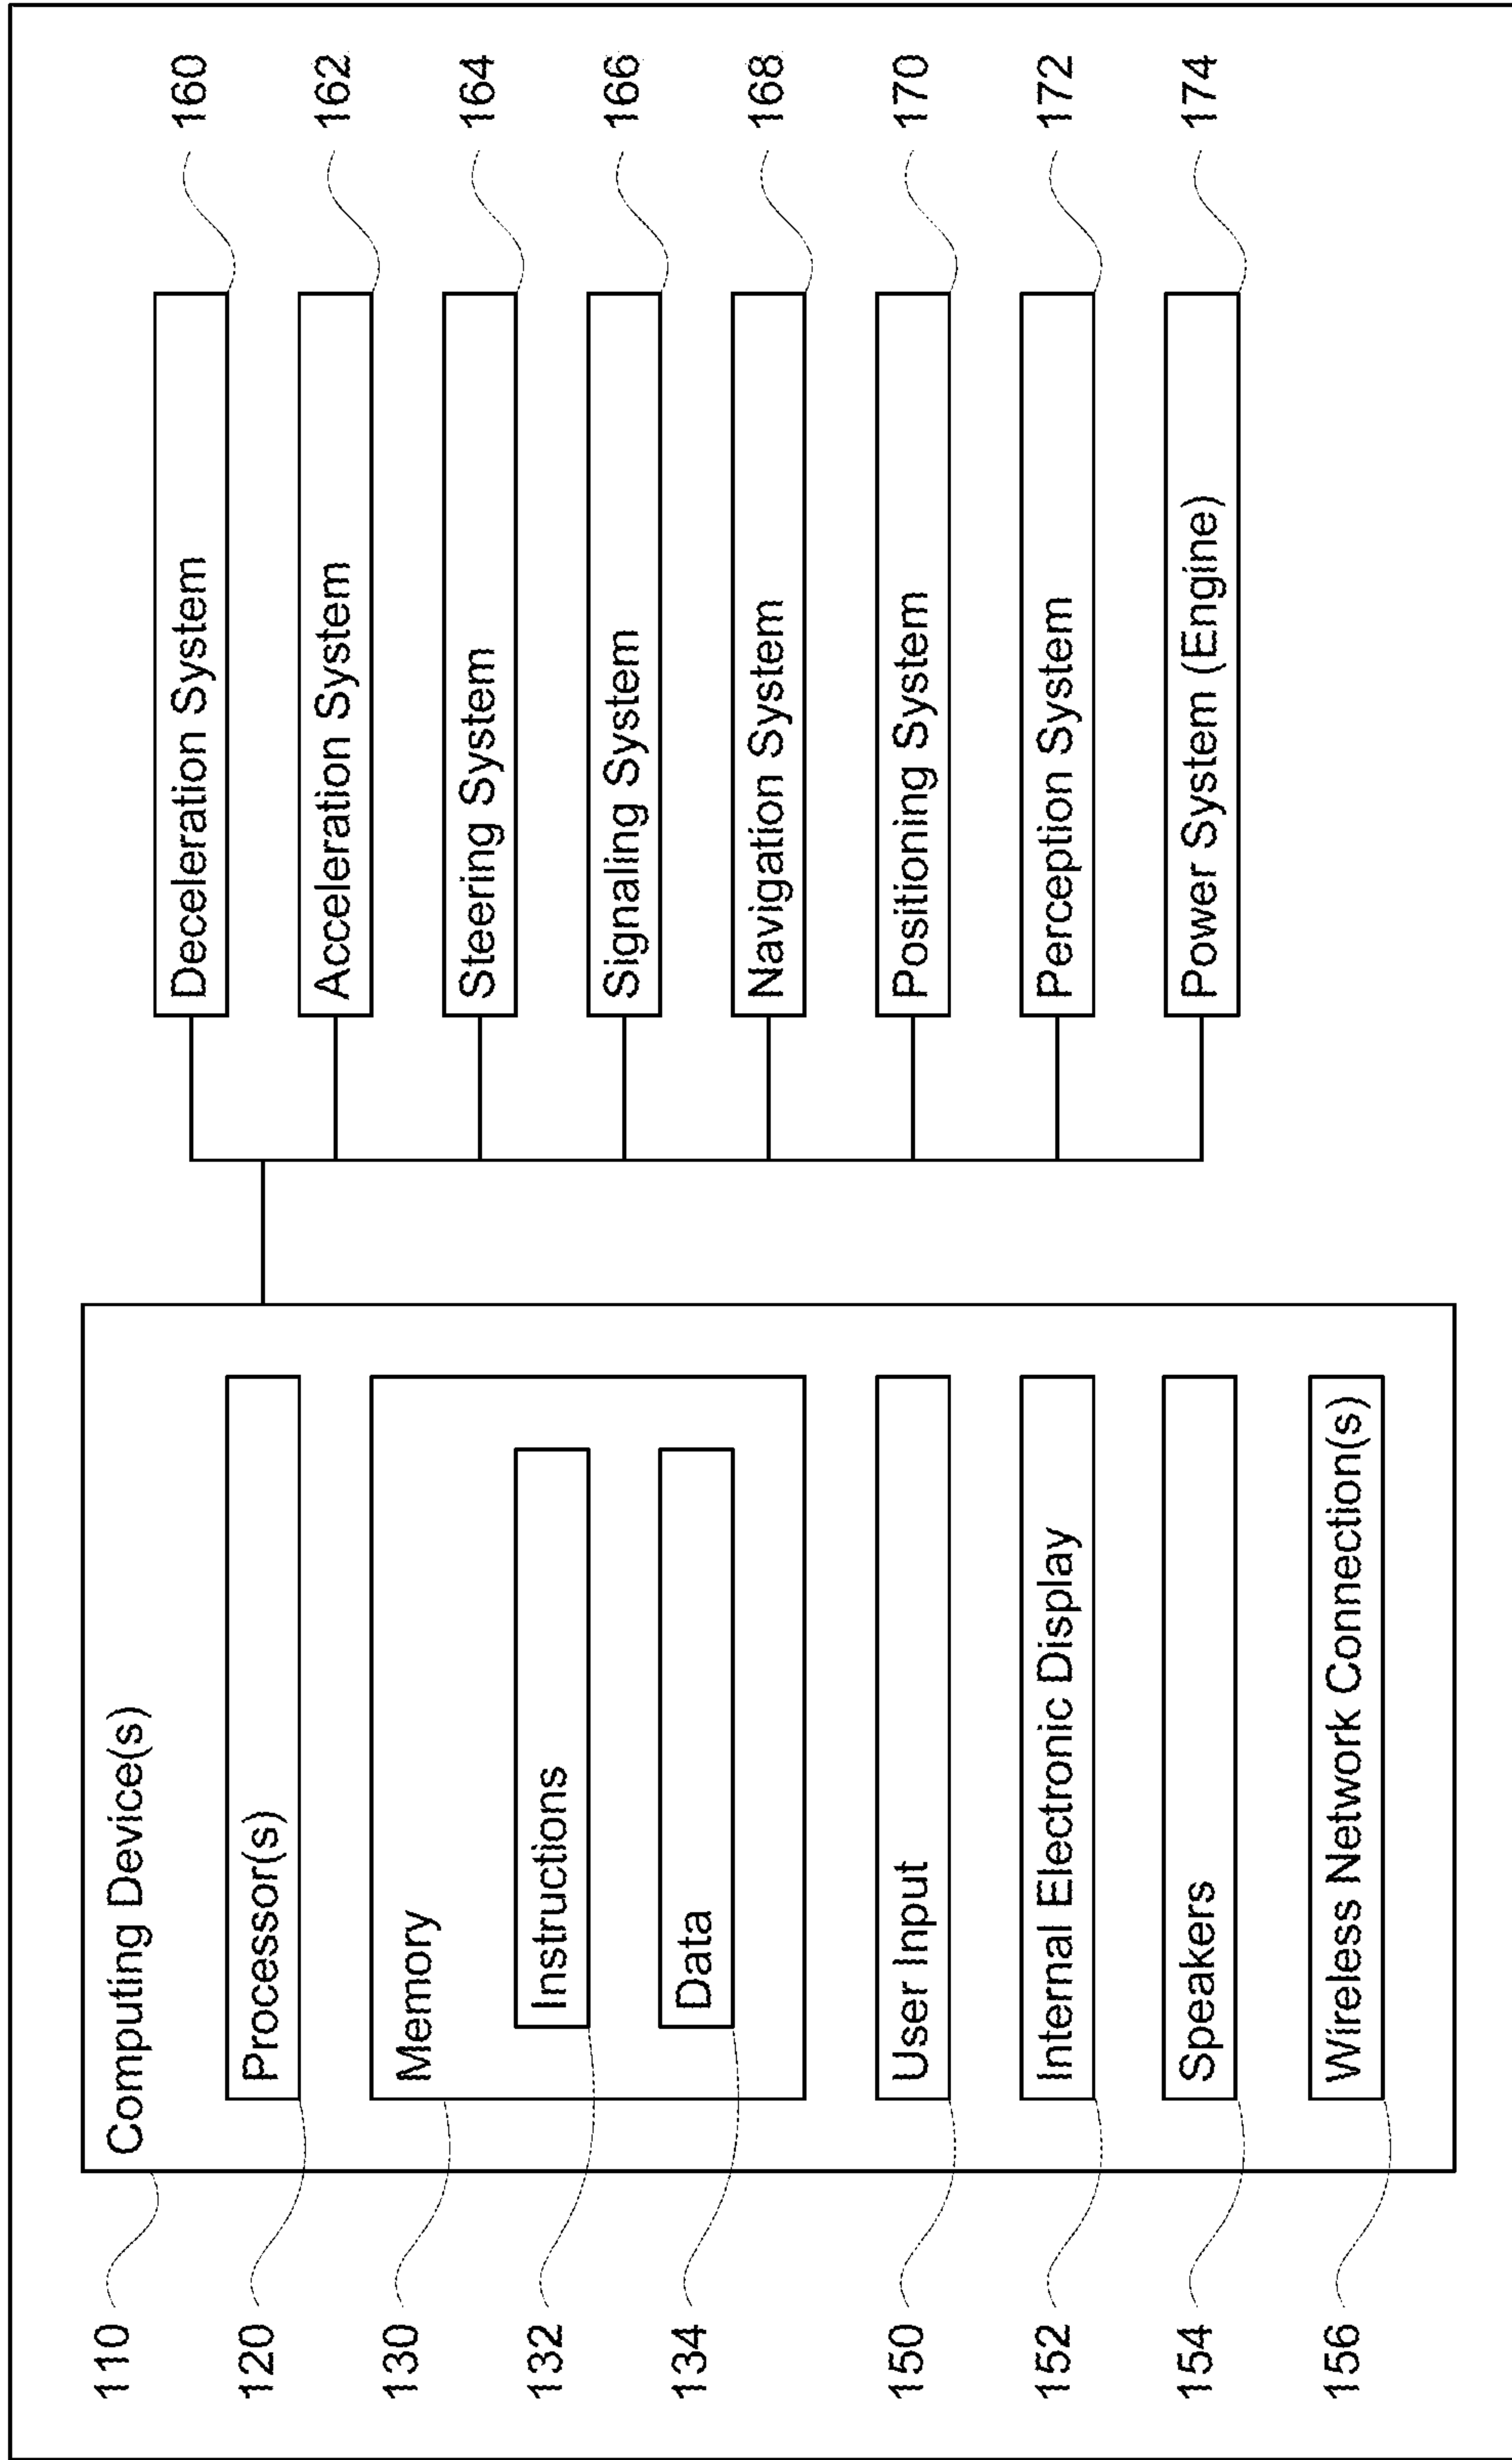 110
Computing Device(s)
120
Processor(s)
130
Memory
132
Instructions
134
Data
150
User Input
152
Internal Electronic Display
154
Speakers
156
Wireless Network Connection(s)
Deceleration System
160
Acceleration System
162
Steering System
164
Signaling System
166
Navigation System
168
Positioning System
170
Perception System
172
Power System (Engine)
174